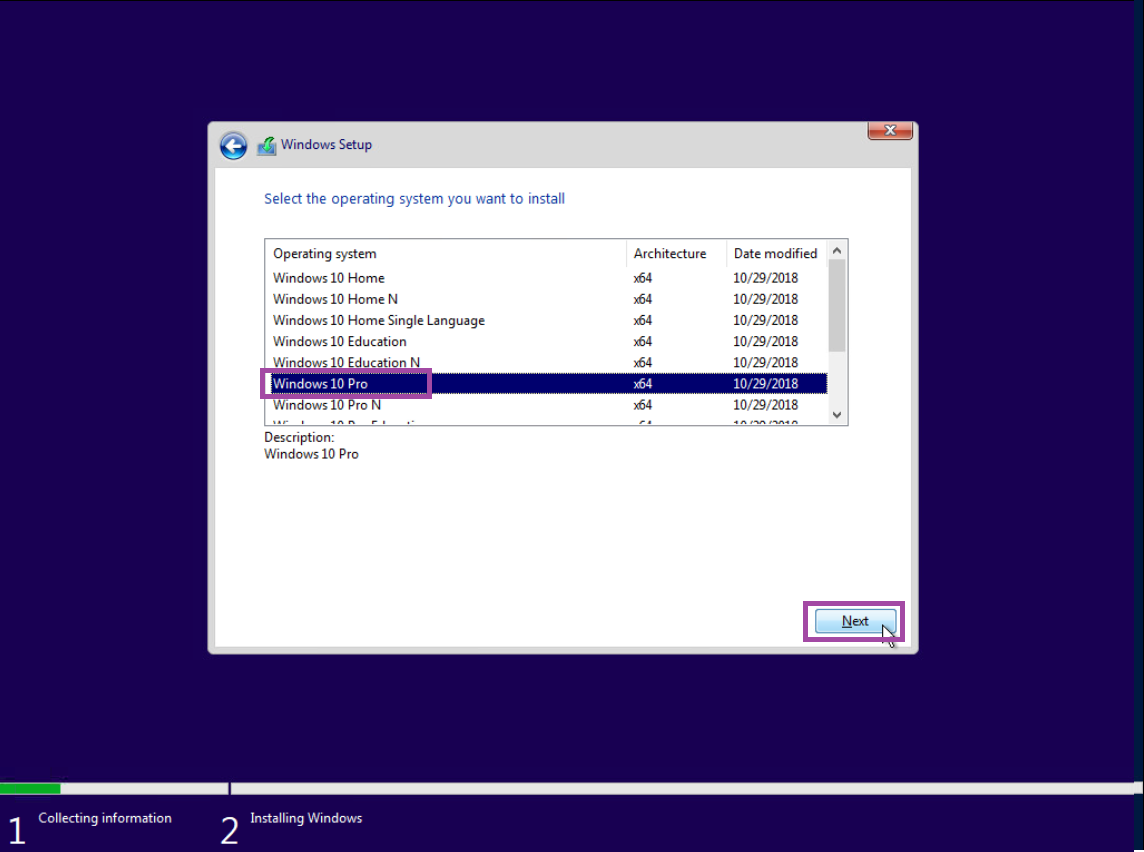 Windows Setup
Select the operating system you want to install
Operating system Architecture Date modified
Windows 10 Home x64 10/29/2018
Windows 10 Home N x64 10/29/2018
Windows 10 Home Single Language x64 10/29/2018
Windows 10 Education x64 10/29/2018
Windows 10 Education N x64 10/29/2018
Windows 10 Pro x64 10/29/2018
Windows 10 Pro N x64 10/29/2018
Description:
Windows 10 Pro
Next
1 Collecting information 2 Installing Windows